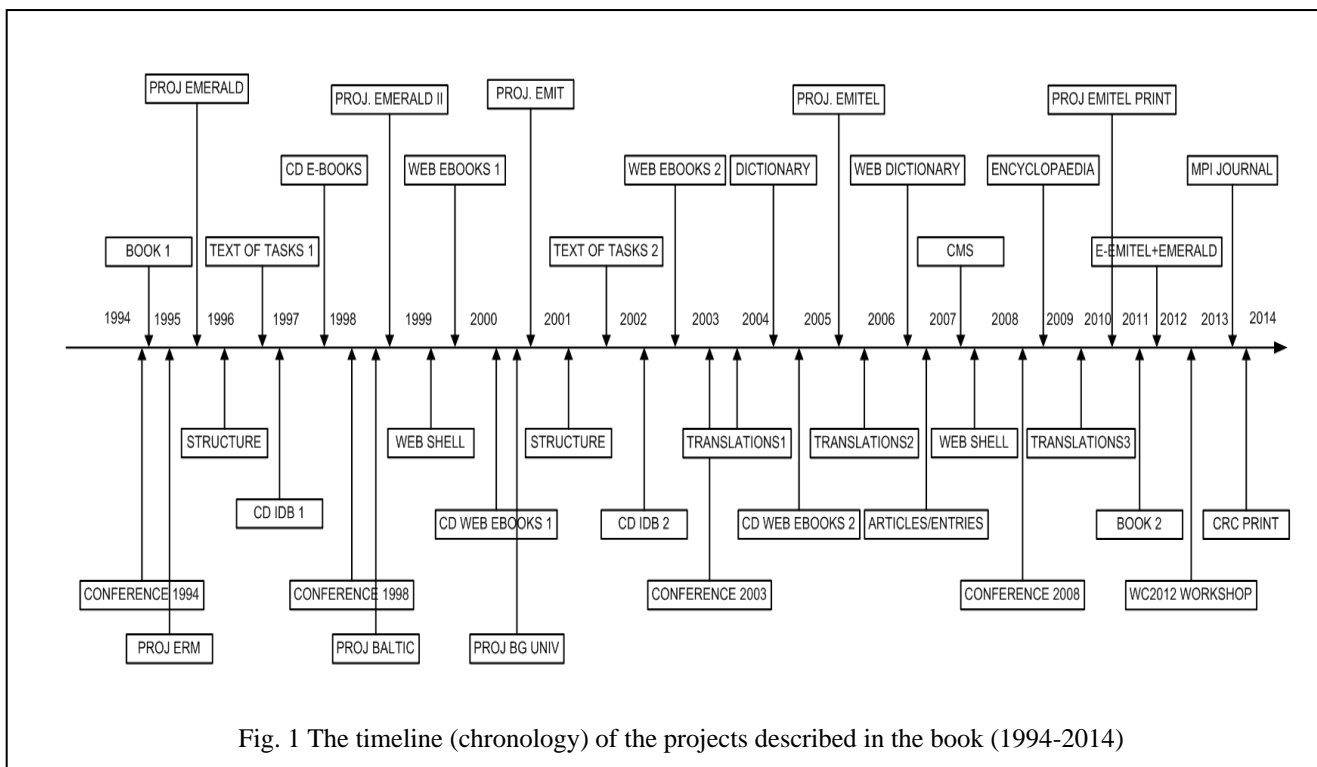 PROJ EMERALD
PROJ. EMERALD II
PROJ. EMIT
PROJ. EMITEL
PROJ EMITEL PRINT
CD E-BOOKS
WEB EBOOKS 1
WEB EBOOKS 2
DICTIONARY
WEB DICTIONARY
ENCYCLOPAEDIA
MPI JOURNAL
BOOK 1
TEXT OF TASKS 1
TEXT OF TASKS 2
CMS
E-EMITEL+EMERALD
1994 1995 1996 1997 1998 1999 2000 2001 2002 2003 2004 2005 2006 2007 2008 2009 2010 2011 2012 2013 2014
STRUCTURE
WEB SHELL
STRUCTURE
TRANSLATIONS1
TRANSLATIONS2
WEB SHELL
TRANSLATIONS3
CD IDB 1
CD WEB EBOOKS 1
CD IDB 2
CD WEB EBOOKS 2
ARTICLES/ENTRIES
BOOK 2
CRC PRINT
CONFERENCE 1994
CONFERENCE 1998
CONFERENCE 2003
CONFERENCE 2008
WC2012 WORKSHOP
PROJ ERM
PROJ BALTIC
PROJ BG UNIV
Fig. 1 The timeline (chronology) of the projects described in the book (1994-2014)